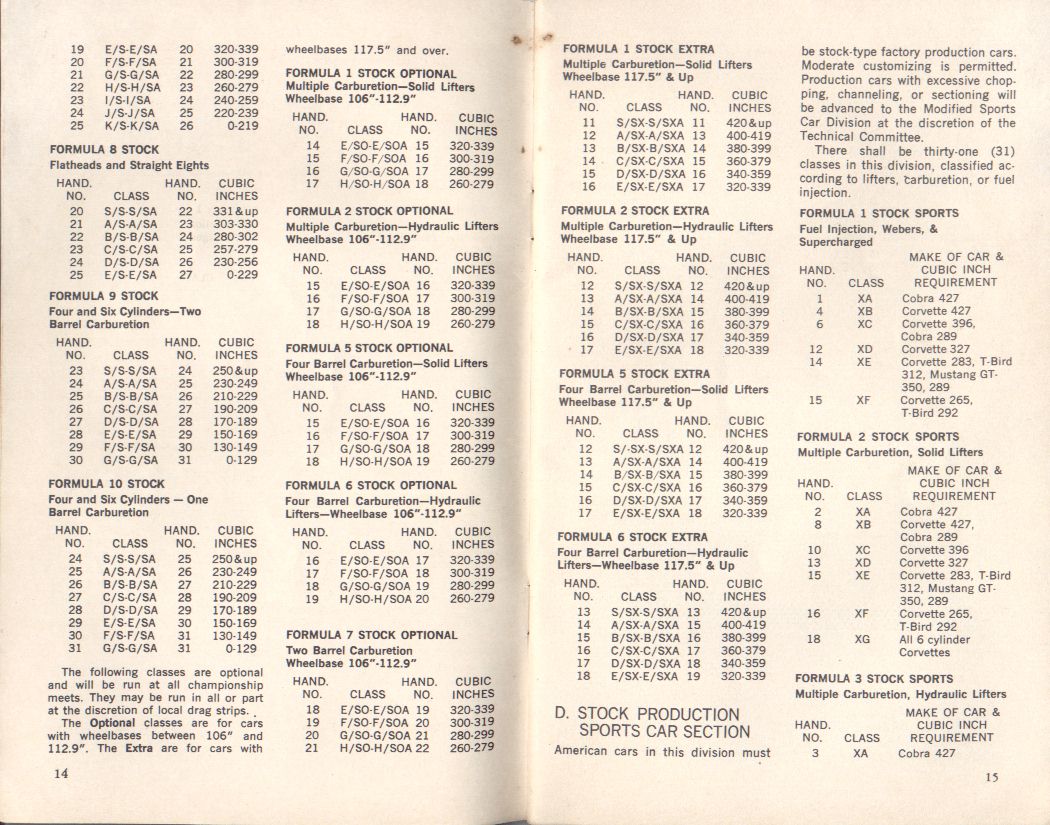 19 E/S-E/SA 20 320-339
20 F/S-F/SA 21 300-319
21 G/S-G/SA 22 280-299
22 H/S-H/SA 23 260-279
23 I/S-I/SA 24 240-259
24 J/S-J/SA 25 220-239
25 K/S-K/SA 26 0-219
FORMULA 8 STOCK
Flatheads and Straight Eights
HAND. HAND. CUBIC
NO. CLASS NO. INCHES
20 S/S-S/SA 22 331&up
21 A/S-A/SA 23 303-330
22 B/S-B/SA 24 280-302
23 C/S-C/SA 25 257-279
24 D/S-D/SA 26 230-256
25 E/S-E/SA 27 0-229
FORMULA 9 STOCK
Four and Six Cylinders—Two
Barrel Carburetion
HAND. HAND. CUBIC
NO. CLASS NO. INCHES
23 S/S-S/SA 24 250&up
24 A/S-A/SA 25 230-249
25 B/S-B/SA 26 210-229
26 C/S-C/SA 27 190-209
27 D/S-D/SA 28 170-189
28 E/S-E/SA 29 150-169
29 F/S-F/SA 30 130-149
30 G/S-G/SA 31 0-129
FORMULA 10 STOCK
Four and Six Cylinders — One
Barrel Carburetion
HAND. HAND. CUBIC
NO. CLASS NO. INCHES
24 S/S-S/SA 25 250&up
25 A/S-A/SA 26 230-249
26 B/S-B/SA 27 210-229
27 C/S-C/SA 28 190-209
28 D/S-D/SA 29 170-189
29 E/S-E/SA 30 150-169
30 F/S-F/SA 31 130-149
31 G/S-G/SA 31 0-129
The following classes are optional
and will be run at all championship
meets. They may be run in all or part
at the discretion of local drag strips.
The Optional classes are for cars
with wheelbases between 106" and
112.9". The Extra are for cars with
14
wheelbases 117.5" and over.
FORMULA 1 STOCK OPTIONAL
Multiple Carburetion—Solid Lifters
Wheelbase 106"-112.9"
HAND. HAND. CUBIC
NO. CLASS NO. INCHES
14 E/SO-E/SOA 15 320-339
15 F/SO-F/SOA 16 300-319
16 G/SO-G/SOA 17 280-299
17 H/SO-H/SOA 18 260-279
FORMULA 2 STOCK OPTIONAL
Multiple Carburetion—Hydraulic Lifters
Wheelbase 106"-112.9"
HAND. HAND. CUBIC
NO. CLASS NO. INCHES
15 E/SO-E/SOA 16 320-339
16 F/SO-F/SOA 17 300-319
17 G/SO-G/SOA 18 280-299
18 H/SO-H/SOA 19 260-279
FORMULA 5 STOCK OPTIONAL
Four Barrel Carburetion—Solid Lifters
Wheelbase 106"-112.9"
HAND. HAND. CUBIC
NO. CLASS NO. INCHES
15 E/SO-E/SOA 16 320-339
16 F/SO-F/SOA 17 300-319
17 G/SO-G/SOA 18 280-299
18 H/SO-H/SOA 19 260-279
FORMULA 6 STOCK OPTIONAL
Four Barrel Carburetion—Hydraulic
Lifters—Wheelbase 106"-112.9"
HAND. HAND. CUBIC
NO. CLASS NO. INCHES
16 E/SO-E/SOA 17 320-339
17 F/SO-F/SOA 18 300-319
18 G/SO-G/SOA 19 280-299
19 H/SO-H/SOA 20 260-279
FORMULA 7 STOCK OPTIONAL
Two Barrel Carburetion
Wheelbase 106"-112.9"
HAND. HAND. CUBIC
NO. CLASS NO. INCHES
18 E/SO-E/SOA 19 320-339
19 F/SO-F/SOA 20 300-319
20 G/SO-G/SOA 21 280-299
21 H/SO-H/SOA 22 260-279
FORMULA 1 STOCK EXTRA
Multiple Carburetion—Solid Lifters
Wheelbase 117.5" & Up
HAND. HAND. CUBIC
NO. CLASS NO. INCHES
11 S/SX-S/SXA 11 420&up
12 A/SX-A/SXA 13 400-419
13 B/SX-B/SXA 14 380-399
14 C/SX-C/SXA 15 360-379
15 D/SX-D/SXA 16 340-359
16 E/SX-E/SXA 17 320-339
FORMULA 2 STOCK EXTRA
Multiple Carburetion—Hydraulic Lifters
Wheelbase 117.5" & Up
HAND. HAND. CUBIC
NO. CLASS NO. INCHES
12 S/SX-S/SXA 12 420&up
13 A/SX-A/SXA 14 400-419
14 B/SX-B/SXA 15 380-399
15 C/SX-C/SXA 16 360-379
16 D/SX-D/SXA 17 340-359
17 E/SX-E/SXA 18 320-339
FORMULA 5 STOCK EXTRA
Four Barrel Carburetion—Solid Lifters
Wheelbase 117.5" & Up
HAND. HAND. CUBIC
NO. CLASS NO. INCHES
12 S/-SX-S/SXA 12 420&up
13 A/SX-A/SXA 14 400-419
14 B/SX-B/SXA 15 380-399
15 C/SX-C/SXA 16 360-379
16 D/SX-D/SXA 17 340-359
17 E/SX-E/SXA 18 320-339
FORMULA 6 STOCK EXTRA
Four Barrel Carburetion—Hydraulic
Lifters—Wheelbase 117.5" & Up
HAND. HAND. CUBIC
NO. CLASS NO. INCHES
13 S/SX-S/SXA 13 420&up
14 A/SX-A/SXA 15 400-419
15 B/SX-B/SXA 16 380-399
16 C/SX-C/SXA 17 360-379
17 D/SX-D/SXA 18 340-359
18 E/SX-E/SXA 19 320-339
D. STOCK PRODUCTION
SPORTS CAR SECTION
American cars in this division must
be stock-type factory production cars.
Moderate customizing is permitted.
Production cars with excessive chop-
ping, channeling, or sectioning will
be advanced to the Modified Sports
Car Division at the discretion of the
Technical Committee.
There shall be thirty-one (31)
classes in this division, classified ac-
cording to lifters, carburetion, or fuel
injection.
FORMULA 1 STOCK SPORTS
Fuel Injection, Webers, &
Supercharged
MAKE OF CAR &
HAND. CUBIC INCH
NO. CLASS REQUIREMENT
1 XA Cobra 427
4 XB Corvette 427
6 XC Corvette 396,
Cobra 289
12 XD Corvette 327
14 XE Corvette 283, T-Bird
312, Mustang GT-
350, 289
15 XF Corvette 265,
T-Bird 292
FORMULA 2 STOCK SPORTS
Multiple Carburetion, Solid Lifters
MAKE OF CAR &
HAND. CUBIC INCH
NO. CLASS REQUIREMENT
2 XA Cobra 427
8 XB Corvette 427,
Cobra 289
10 XC Corvette 396
13 XD Corvette 327
15 XE Corvette 283, T-Bird
312, Mustang GT-
350, 289
16 XF Corvette 265,
T-Bird 292
18 XG All 6 cylinder
Corvettes
FORMULA 3 STOCK SPORTS
Multiple Carburetion, Hydraulic Lifters
MAKE OF CAR &
HAND. CUBIC INCH
NO. CLASS REQUIREMENT
3 XA Cobra 427
15